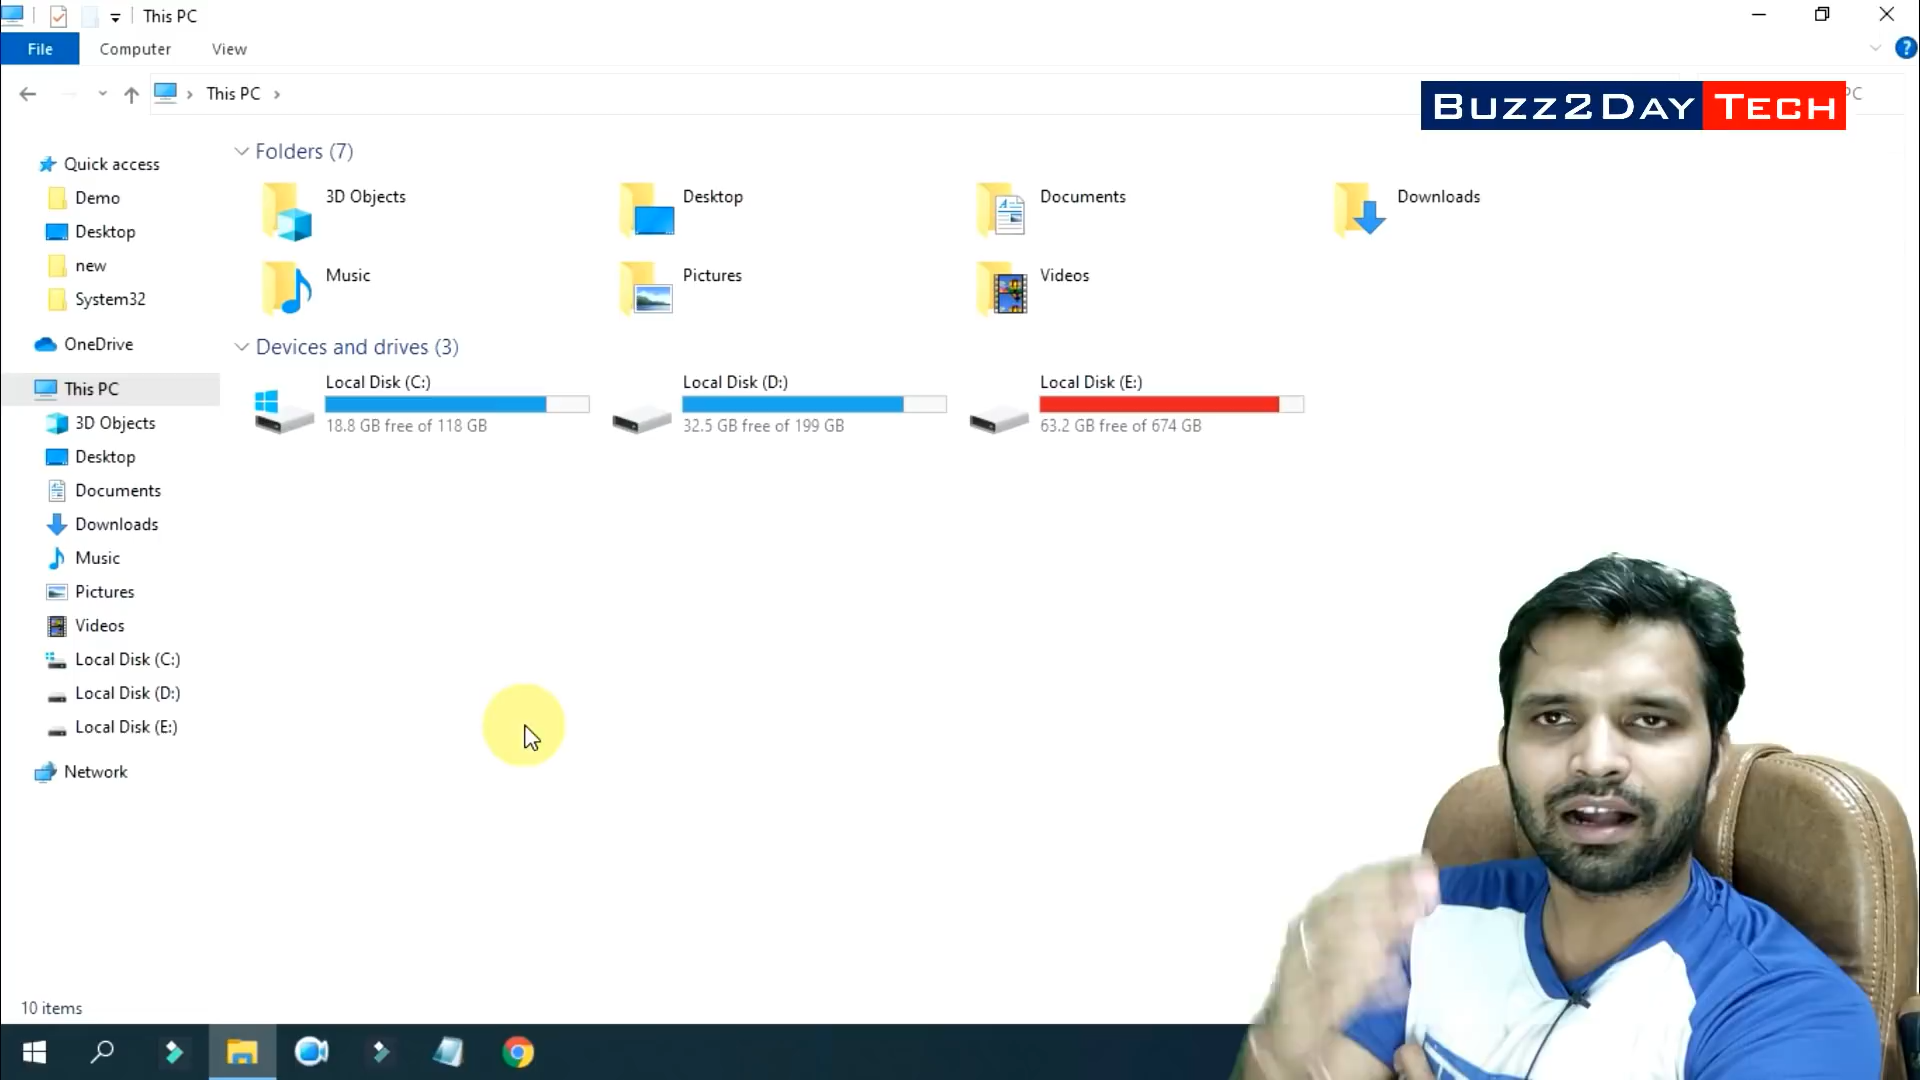 This PC
File Computer View
?
This PC
PC
BUZZ2DAY TECH
Quick access
Demo
Desktop
new
System32
OneDrive
This PC
3D Objects
Desktop
Documents
Downloads
Music
Pictures
Videos
Local Disk (C:)
Local Disk (D:)
Local Disk (E:)
Network
Folders (7)
3D Objects
Desktop
Documents
Downloads
Music
Pictures
Videos
Devices and drives (3)
Local Disk (C:)
18.8 GB free of 118 GB
Local Disk (D:)
32.5 GB free of 199 GB
Local Disk (E:)
63.2 GB free of 674 GB
10 items